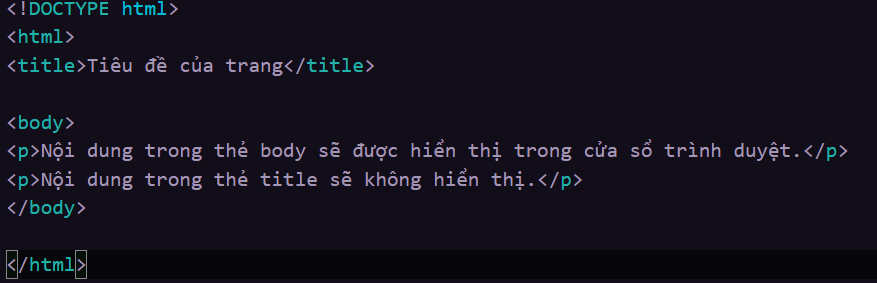 <!DOCTYPE html>
<html>
<title>Tiêu đề của trang</title>
<body>
<p>Nội dung trong thẻ body sẽ được hiển thị trong cửa sổ trình duyệt.</p>
<p>Nội dung trong thẻ title sẽ không hiển thị.</p>
</body>
</html>